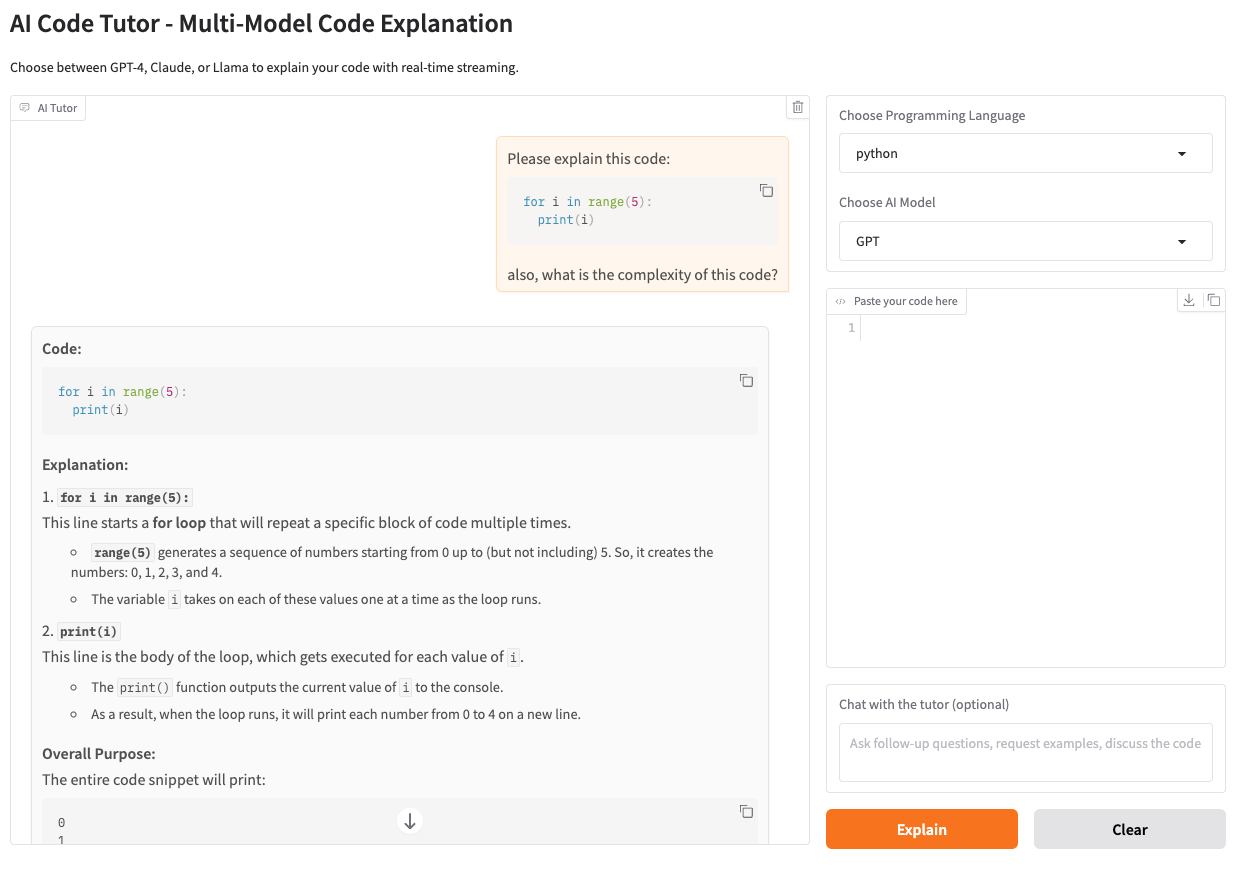 AI Code Tutor - Multi-Model Code Explanation
Choose between GPT-4, Claude, or Llama to explain your code with real-time streaming.
AI Tutor
Please explain this code:
for i in range(5):
  print(i)
also, what is the complexity of this code?
Code:
for i in range(5):
  print(i)
Explanation:
1. for i in range(5):
This line starts a for loop that will repeat a specific block of code multiple times.
range(5) generates a sequence of numbers starting from 0 up to (but not including) 5. So, it creates the
numbers: 0, 1, 2, 3, and 4.
The variable i takes on each of these values one at a time as the loop runs.
2. print(i)
This line is the body of the loop, which gets executed for each value of i.
The print() function outputs the current value of i to the console.
As a result, when the loop runs, it will print each number from 0 to 4 on a new line.
Overall Purpose:
The entire code snippet will print:
0
1
Choose Programming Language
python
Choose AI Model
GPT
Paste your code here
1
Chat with the tutor (optional)
Ask follow-up questions, request examples, discuss the code
Explain
Clear